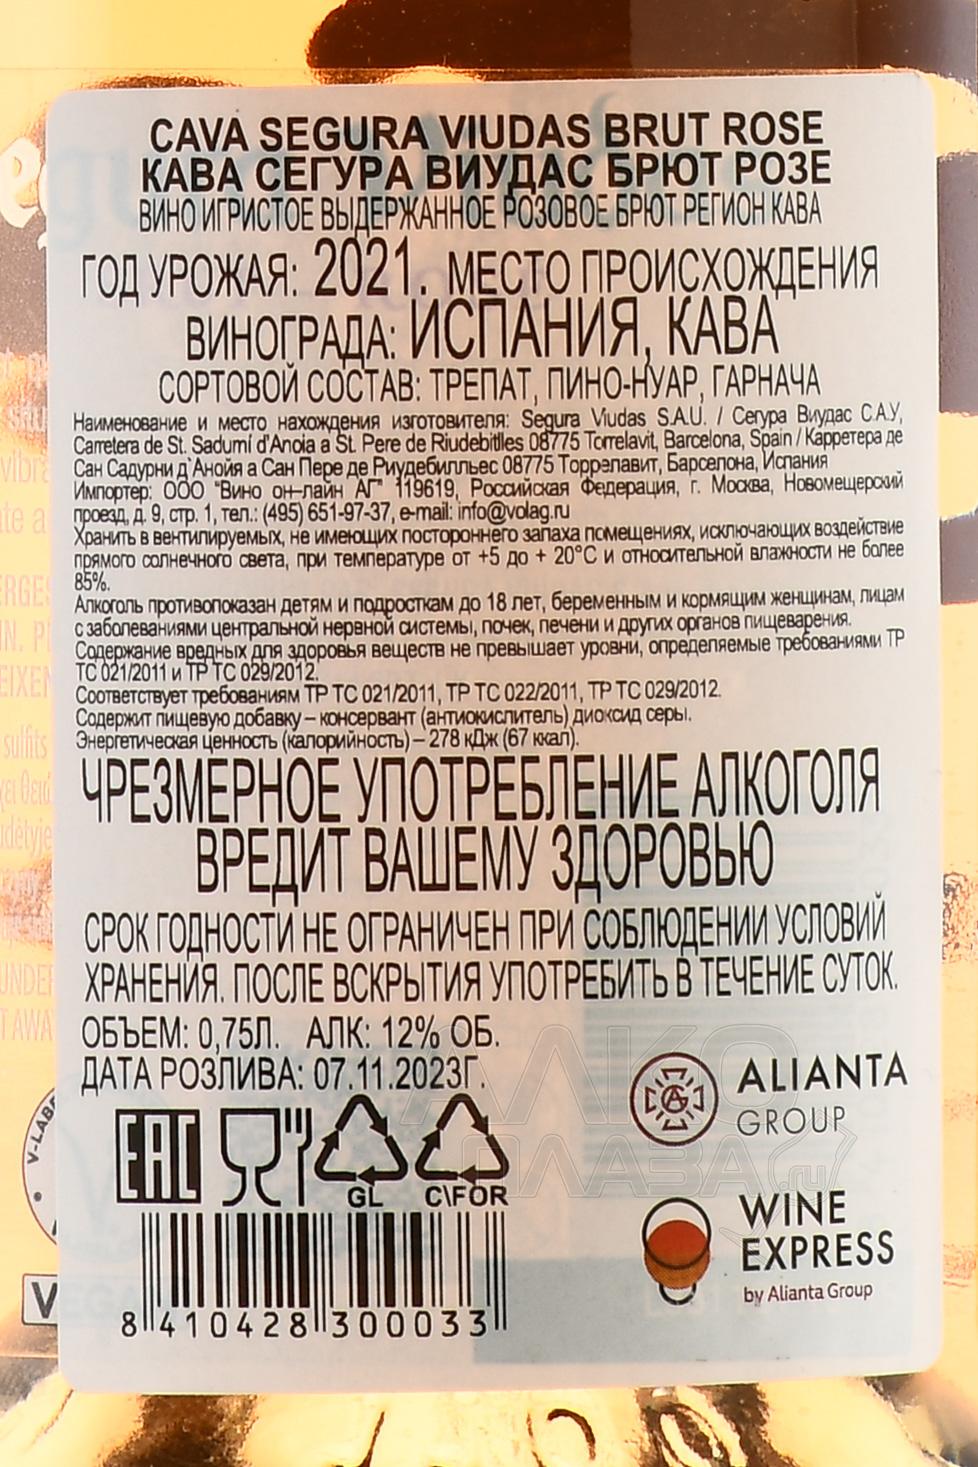 CAVA SEGURA VIUDAS BRUT ROSE
КАВА СЕГУРА ВИУДАС БРЮТ РОЗЕ
ВИНО ИГРИСТОЕ ВЫДЕРЖАННОЕ РОЗОВОЕ БРЮТ РЕГИОН КАВА
ГОД УРОЖАЯ: 2021. МЕСТО ПРОИСХОЖДЕНИЯ
ВИНОГРАДА: ИСПАНИЯ, КАВА
СОРТОВОЙ СОСТАВ: ТРЕПАТ, ПИНО-НУАР, ГАРНАЧА
Наименование и место нахождения изготовителя: Segura Viudas S.A.U. / Сегура Виудас С.А.У,
Carretera de St. Sadurní d'Anoia a St. Pere de Riudebitlles 08775 Torrelavit, Barcelona, Spain / Карретера де
Сан Садурни д`Анойя а Сан Пере де Риудебилльес 08775 Торрэлавит, Барселона, Испания
Импортер: ООО "Вино он-лайн АГ" 119619, Российская Федерация, г. Москва, Новомещерский
проезд, д. 9, стр. 1, тел.: (495) 651-97-37, e-mail: info@volag.ru
Хранить в вентилируемых, не имеющих постороннего запаха помещениях, исключающих воздействие
прямого солнечного света, при температуре от +5 до + 20°С и относительной влажности не более
85%.
Алкоголь противопоказан детям и подросткам до 18 лет, беременным и кормящим женщинам, лицам
с заболеваниями центральной нервной системы, почек, печени и других органов пищеварения.
Содержание вредных для здоровья веществ не превышает уровни, определяемые требованиями ТР
ТС 021/2011 и ТР ТС 029/2012.
Соответствует требованиям ТР ТС 021/2011, ТР ТС 022/2011, ТР ТС 029/2012.
Содержит пищевую добавку – консервант (антиокислитель) диоксид серы.
Энергетическая ценность (калорийность) – 278 кДж (67 ккал).
ЧРЕЗМЕРНОЕ УПОТРЕБЛЕНИЕ АЛКОГОЛЯ
ВРЕДИТ ВАШЕМУ ЗДОРОВЬЮ
СРОК ГОДНОСТИ НЕ ОГРАНИЧЕН ПРИ СОБЛЮДЕНИИ УСЛОВИЙ
ХРАНЕНИЯ. ПОСЛЕ ВСКРЫТИЯ УПОТРЕБИТЬ В ТЕЧЕНИЕ СУТОК.
ОБЪЕМ: 0,75Л. АЛК: 12% ОБ.
ДАТА РОЗЛИВА: 07.11.2023Г.
EAC
GL C\FOR
8 410428 300033
ALIANTA
GROUP
WINE
EXPRESS
by Alianta Group
АЛКО
ПЛАЗА.ru
V-LABE
sulfits
UNDE
T AWA